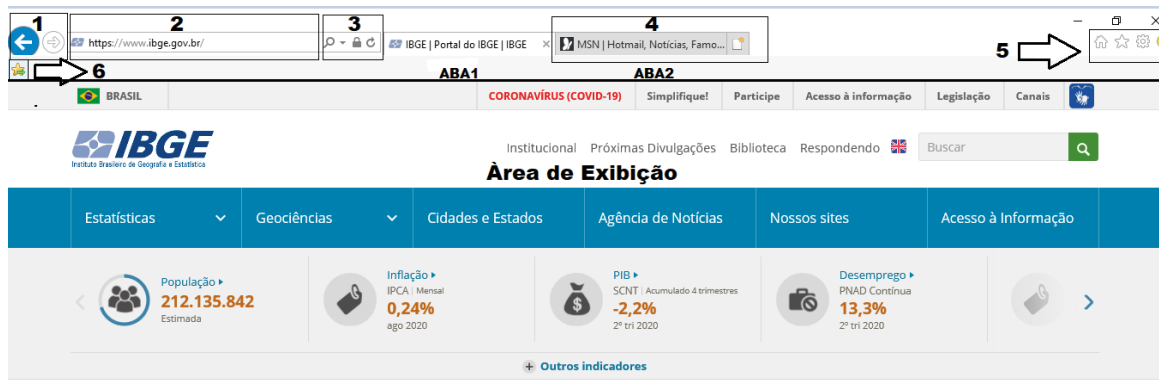 1 2 3 4
https://www.ibge.gov.br/ IBGE | Portal do IBGE | IBGE × MSN | Hotmail, Notícias, Famo...
5
6 ABA1 ABA2
BRASIL CORONAVÍRUS (COVID-19) Simplifique! Participe Acesso à informação Legislação Canais
IBGE Institucional Próximas Divulgações Biblioteca Respondendo Buscar
Instituto Brasileiro de Geografia e Estatística
Àrea de Exibição
Estatísticas Geociências Cidades e Estados Agência de Notícias Nossos sites Acesso à Informação
População Inflação PIB Desemprego
212.135.842 IPCA | Mensal SCNT | Acumulado 4 trimestres PNAD Contínua
Estimada 0,24% -2,2% 13,3%
ago 2020 2º tri 2020 2º tri 2020
+ Outros indicadores